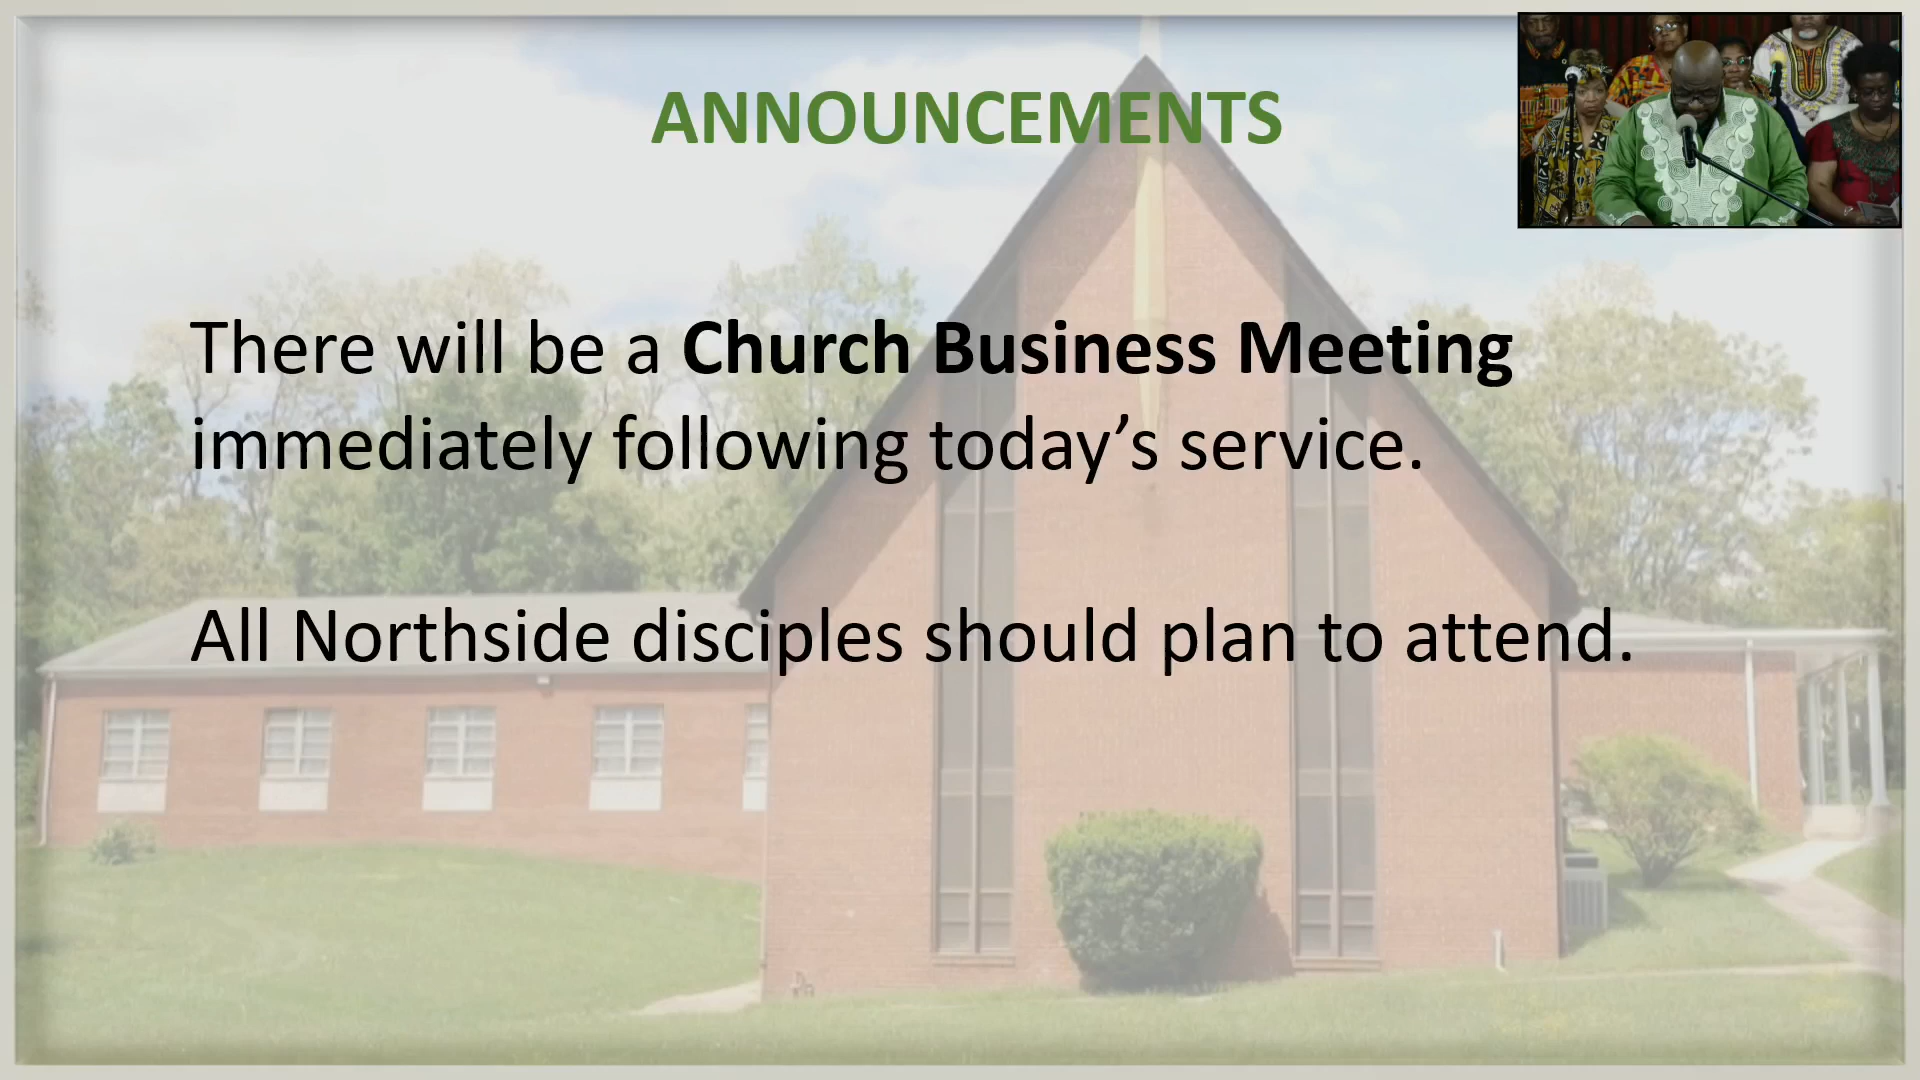 ANNOUNCEMENTS
There will be a Church Business Meeting
immediately following today’s service.
All Northside disciples should plan to attend.